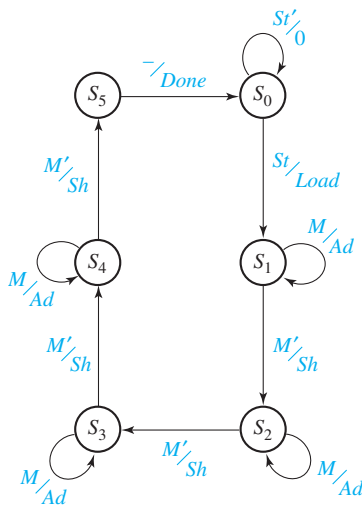 St′/0
–/Done
S5
S0
M′/Sh
St/Load
M/Ad
S4
S1
M/Ad
M′/Sh
M′/Sh
S3
M′/Sh
S2
M/Ad
M/Ad